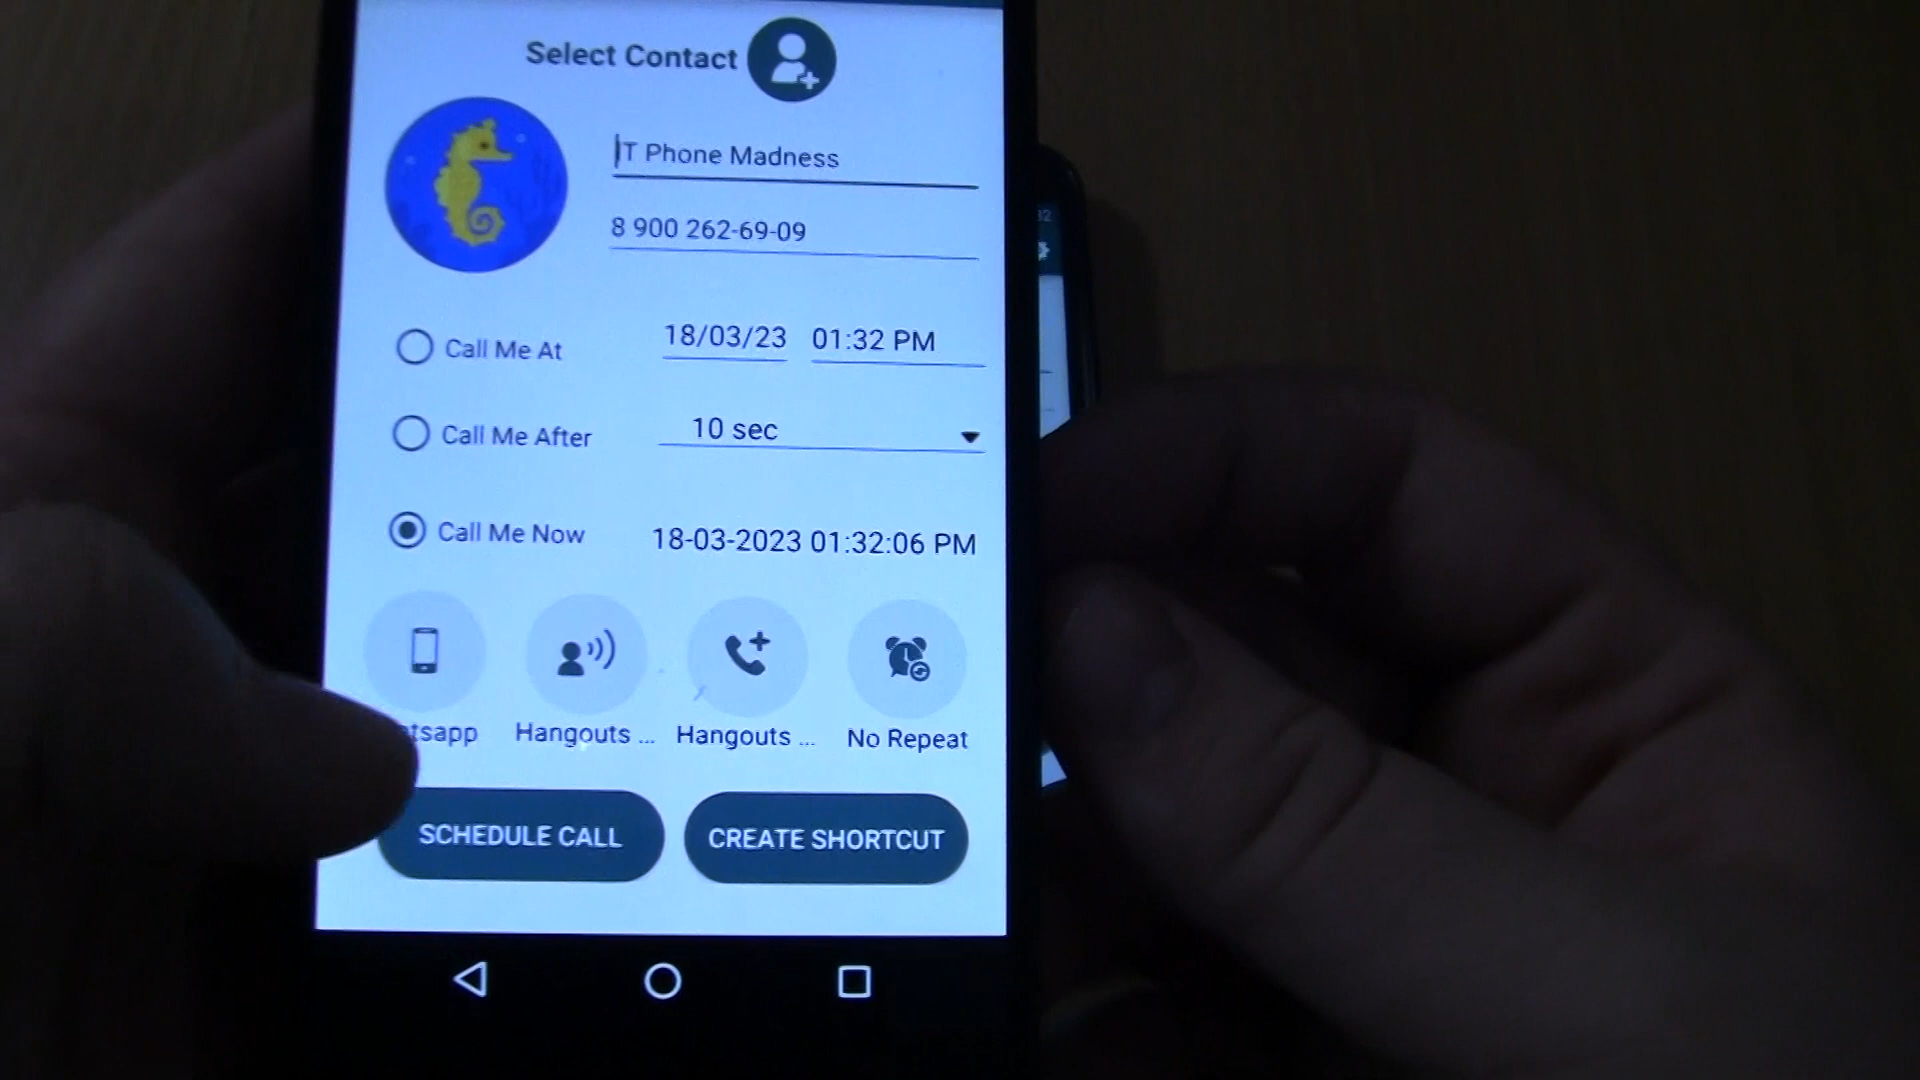 Select Contact
IT Phone Madness
8 900 262-69-09
Call Me At 18/03/23 01:32 PM
Call Me After 10 sec
Call Me Now 18-03-2023 01:32:06 PM
tsapp Hangouts ... Hangouts ... No Repeat
SCHEDULE CALL CREATE SHORTCUT
32